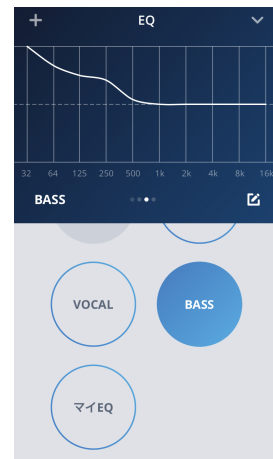 EQ
32 64 125 250 500 1k 2k 4k 8k 16k
BASS
VOCAL BASS
マイEQ